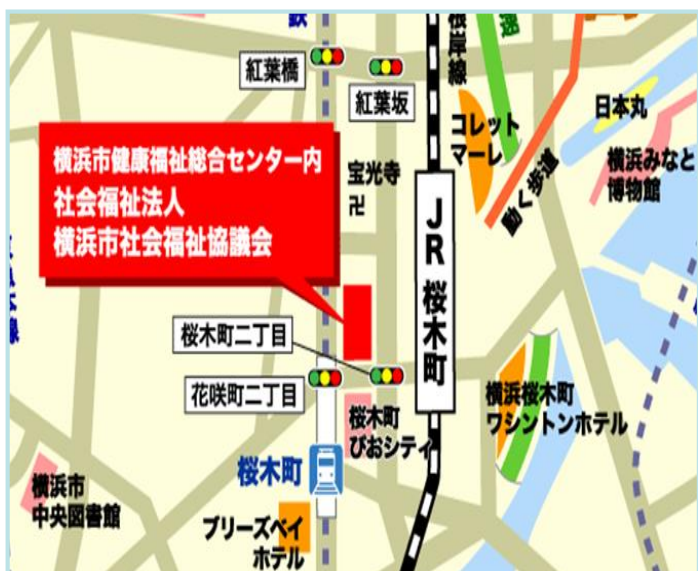 鉄
根岸線
紅葉橋
紅葉坂
コレット
マーレ
日本丸
横浜みなと
博物館
動く歩道
横浜市健康福祉総合センター内
社会福祉法人
横浜市社会福祉協議会
宝光寺
卍
JR桜木町
桜木町二丁目
花咲町二丁目
桜木町
ぴおシティ
横浜桜木町
ワシントンホテル
桜木町
横浜市
中央図書館
ブリーズベイ
ホテル